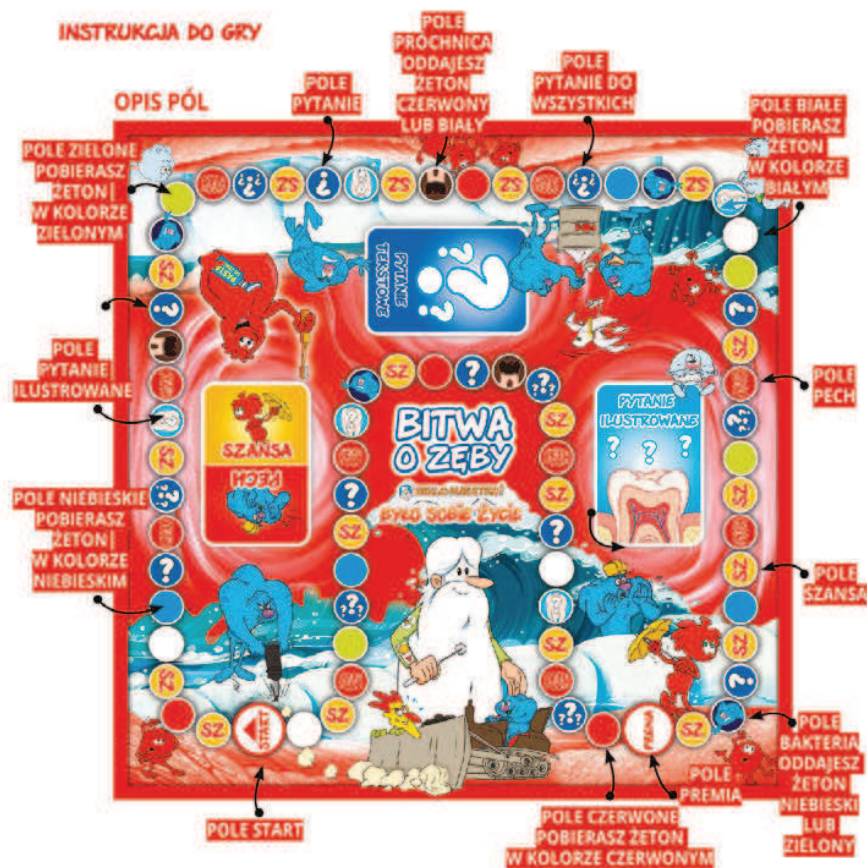 INSTRUKCJA DO GRY
OPIS PÓL
POLE
PYTANIE
POLE
PRÓCHNICA
ODDAJESZ
ŻETON
CZERWONY
LUB BIAŁY
POLE
PYTANIE DO
WSZYSTKICH
POLE BIAŁE
POBIERASZ
ŻETON
W KOLORZE
BIAŁYM
POLE ZIELONE
POBIERASZ
ŻETON
W KOLORZE
ZIELONYM
POLE
PYTANIE
ILUSTROWANE
POLE NIEBIESKIE
POBIERASZ
ŻETON
W KOLORZE
NIEBIESKIM
PYTANIE
TEKSTOWE
SZANSA
PECH
BITWA
O ZĘBY
BYŁO SOBIE ŻYCIE
PYTANIE
ILUSTROWANE
? ? ?
POLE
PECH
POLE
SZANSA
START
PREMIA
SZ
POLE START
POLE CZERWONE
POBIERASZ ŻETON
W KOLORZE CZERWONYM
POLE
PREMIA
POLE
BAKTERIA
ODDAJESZ
ŻETON
NIEBIESKI
LUB
ZIELONY